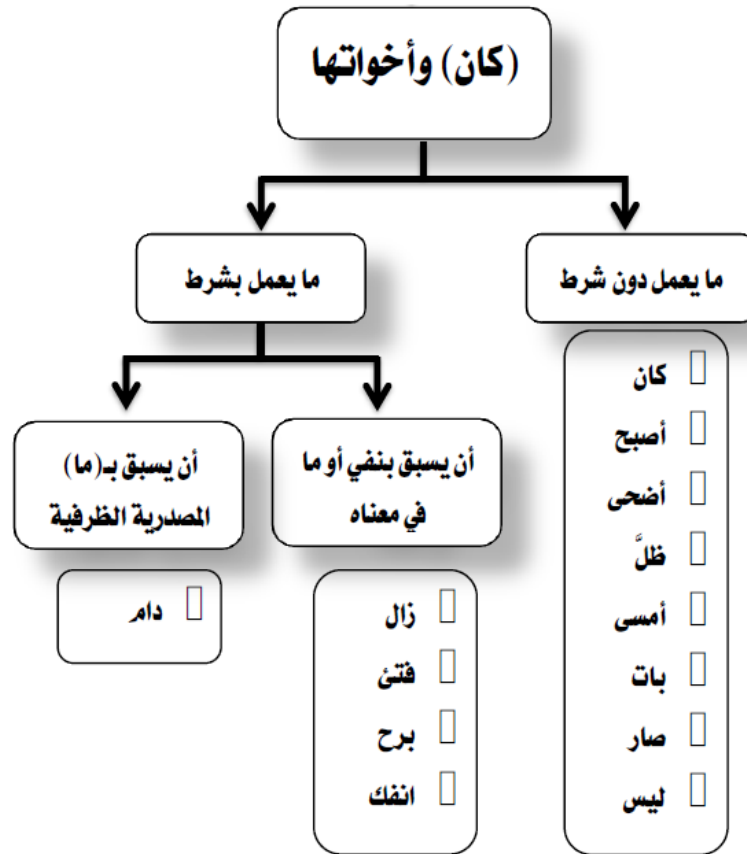 (كان) وأخواتها
ما يعمل دون شرط
كان
أصبح
أضحى
ظلَّ
أمسى
بات
صار
ليس
ما يعمل بشرط
أن يسبق بنفي أو ما
في معناه
زال
فتئ
برح
انفك
أن يسبق بـ(ما)
المصدرية الظرفية
دام